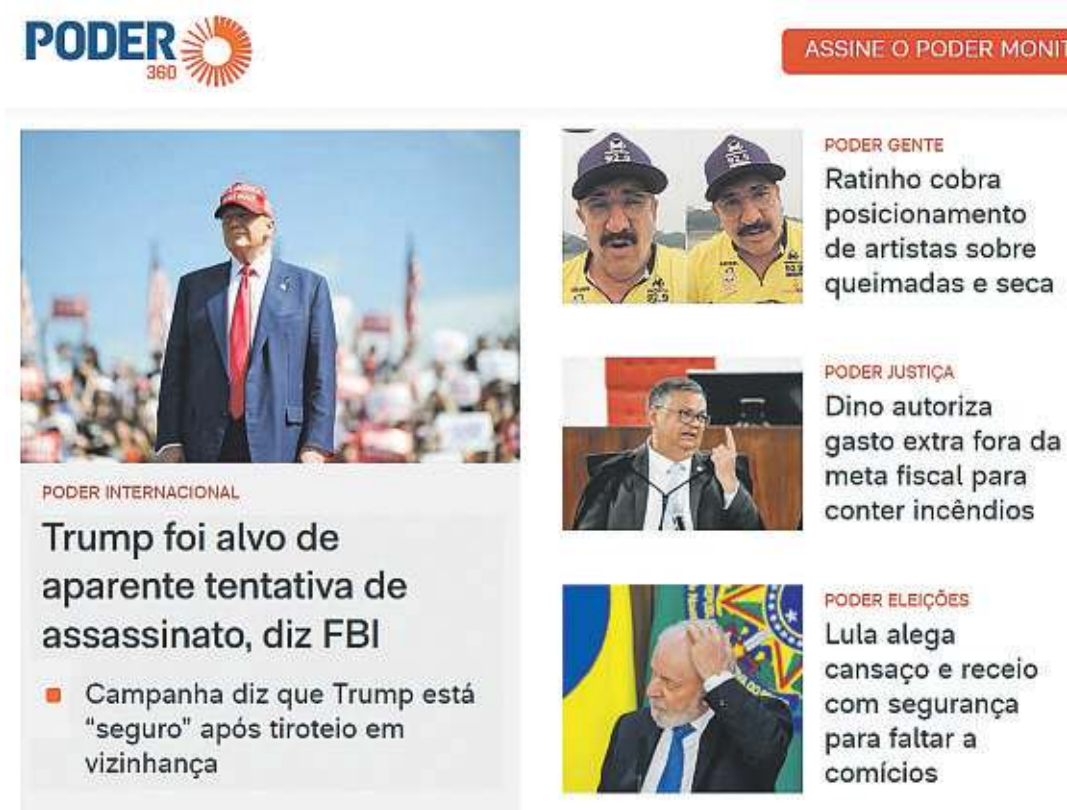 PODER
360
ASSINE O PODER MONIT
PODER INTERNACIONAL
Trump foi alvo de
aparente tentativa de
assassinato, diz FBI
Campanha diz que Trump está
“seguro” após tiroteio em
vizinhança
PODER GENTE
Ratinho cobra
posicionamento
de artistas sobre
queimadas e seca
PODER JUSTIÇA
Dino autoriza
gasto extra fora da
meta fiscal para
conter incêndios
PODER ELEIÇÕES
Lula alega
cansaço e receio
com segurança
para faltar a
comícios